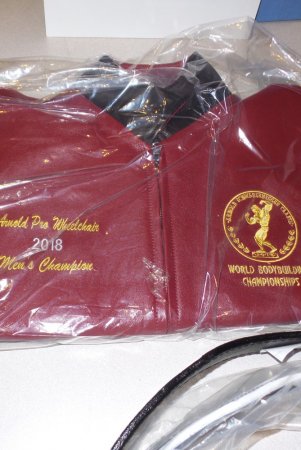 Arnold Pro Wheelchair
2018
Men's Champion
WORLD BODYBUILDING
CHAMPIONSHIPS